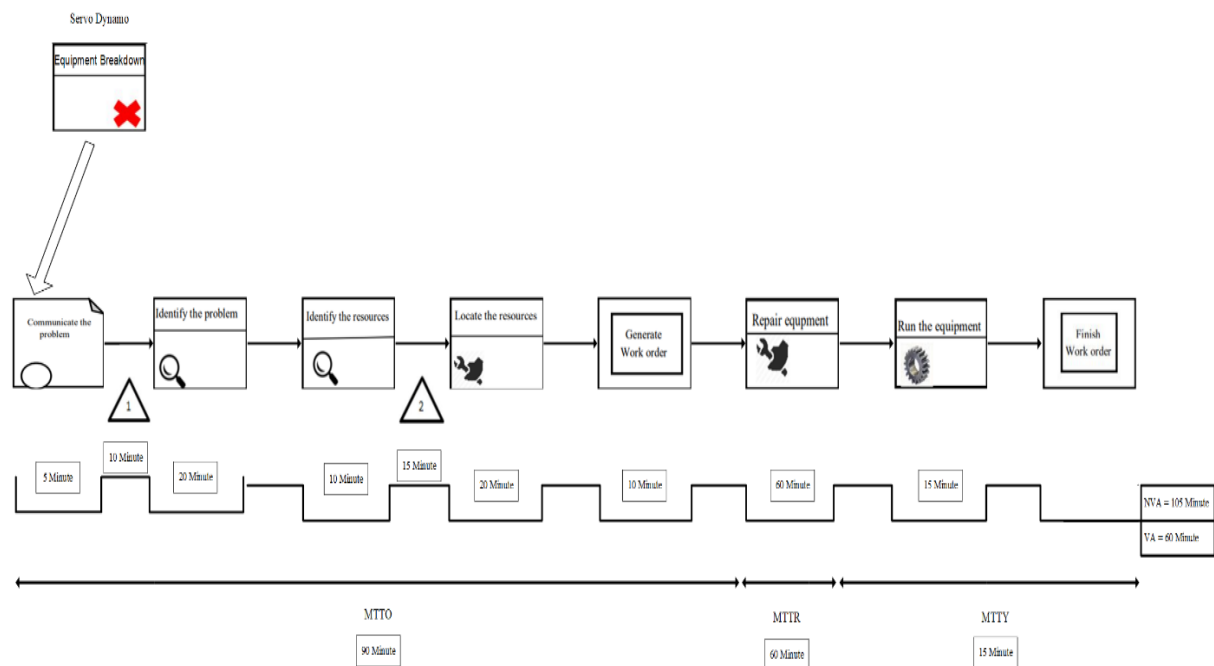 Servo Dynamo
Equipment Breakdown
Communicate the
problem
Identify the problem
Identify the resources
Locate the resources
Generate
Work order
Repair equpment
Run the equipment
Finish
Work order
1
2
5 Minute
10 Minute
20 Minute
10 Minute
15 Minute
20 Minute
10 Minute
60 Minute
15 Minute
NVA = 105 Minute
VA = 60 Minute
MTTO
90 Minute
MTTR
60 Minute
MTTY
15 Minute